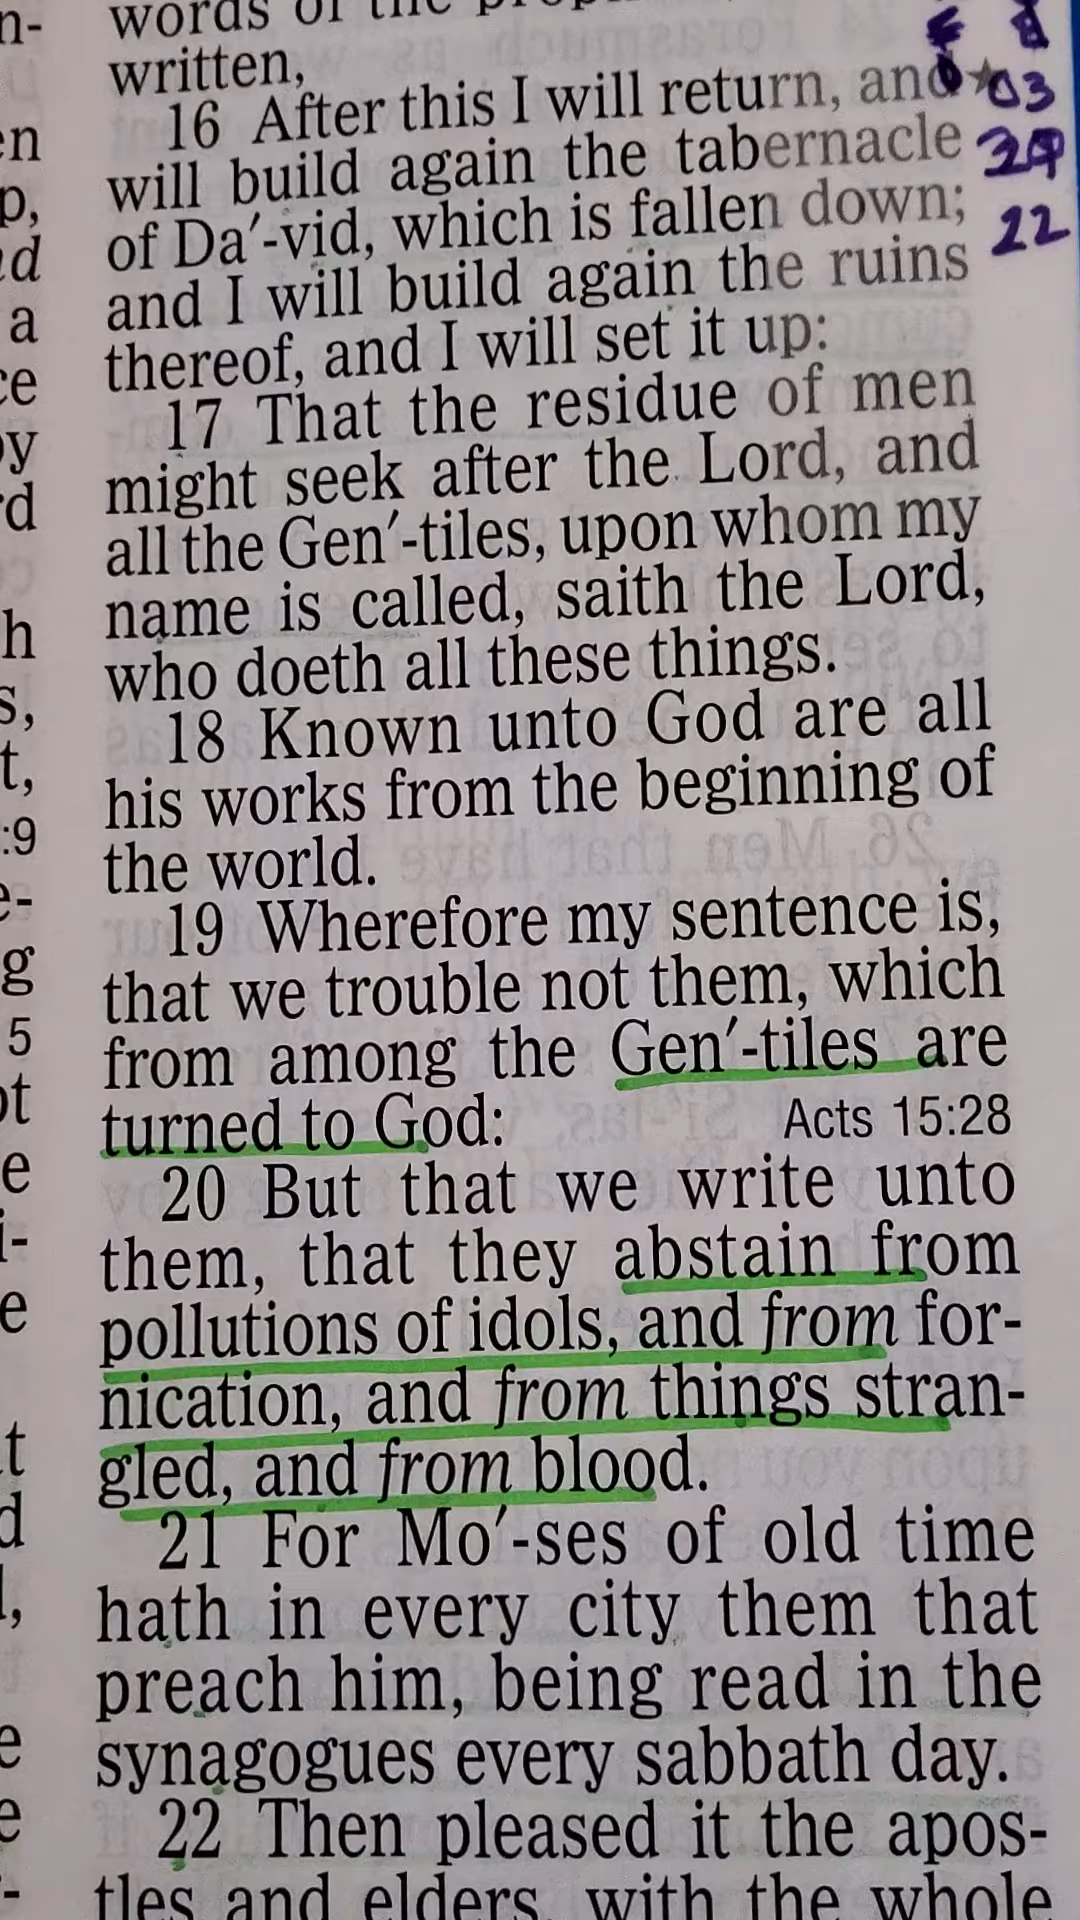 words of the
written,
16 After this I will return, and
will build again the tabernacle
of Da′-vid, which is fallen down;
and I will build again the ruins
thereof, and I will set it up:
17 That the residue of men
might seek after the Lord, and
all the Gen′-tiles, upon whom my
name is called, saith the Lord,
who doeth all these things.
18 Known unto God are all
his works from the beginning of
the world.
19 Wherefore my sentence is,
that we trouble not them, which
from among the Gen′-tiles are
turned to God: Acts 15:28
20 But that we write unto
them, that they abstain from
pollutions of idols, and from for-
nication, and from things stran-
gled, and from blood.
21 For Mo′-ses of old time
hath in every city them that
preach him, being read in the
synagogues every sabbath day.
22 Then pleased it the apos-
tles and elders, with the whole
03
22